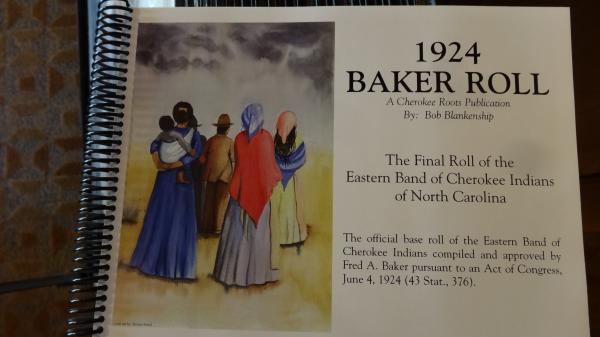 1924
BAKER ROLL
A Cherokee Roots Publication
By: Bob Blankenship
The Final Roll of the
Eastern Band of Cherokee Indians
of North Carolina
The official base roll of the Eastern Band of
Cherokee Indians compiled and approved by
Fred A. Baker pursuant to an Act of Congress,
June 4, 1924 (43 Stat., 376).